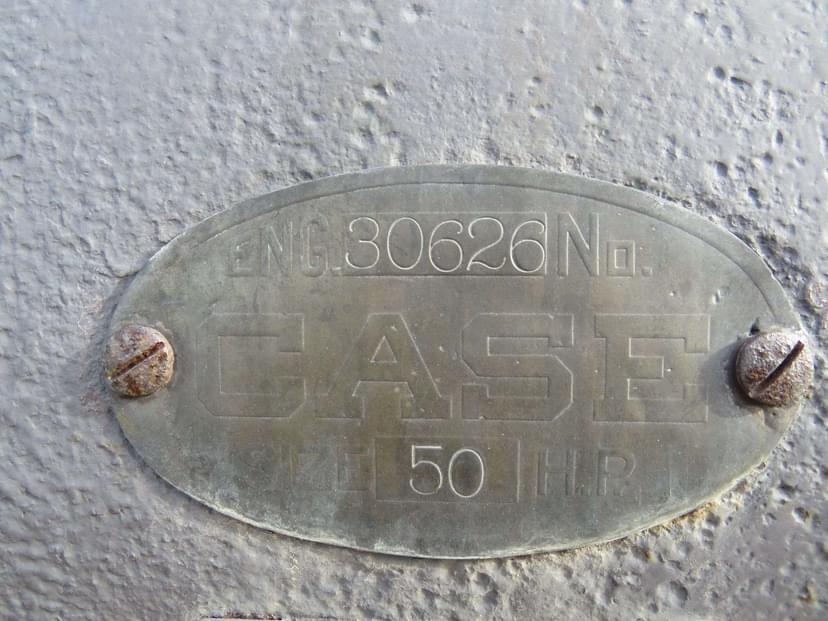 ENG. 30626 No.
CASE
SIZE 50 H.P.